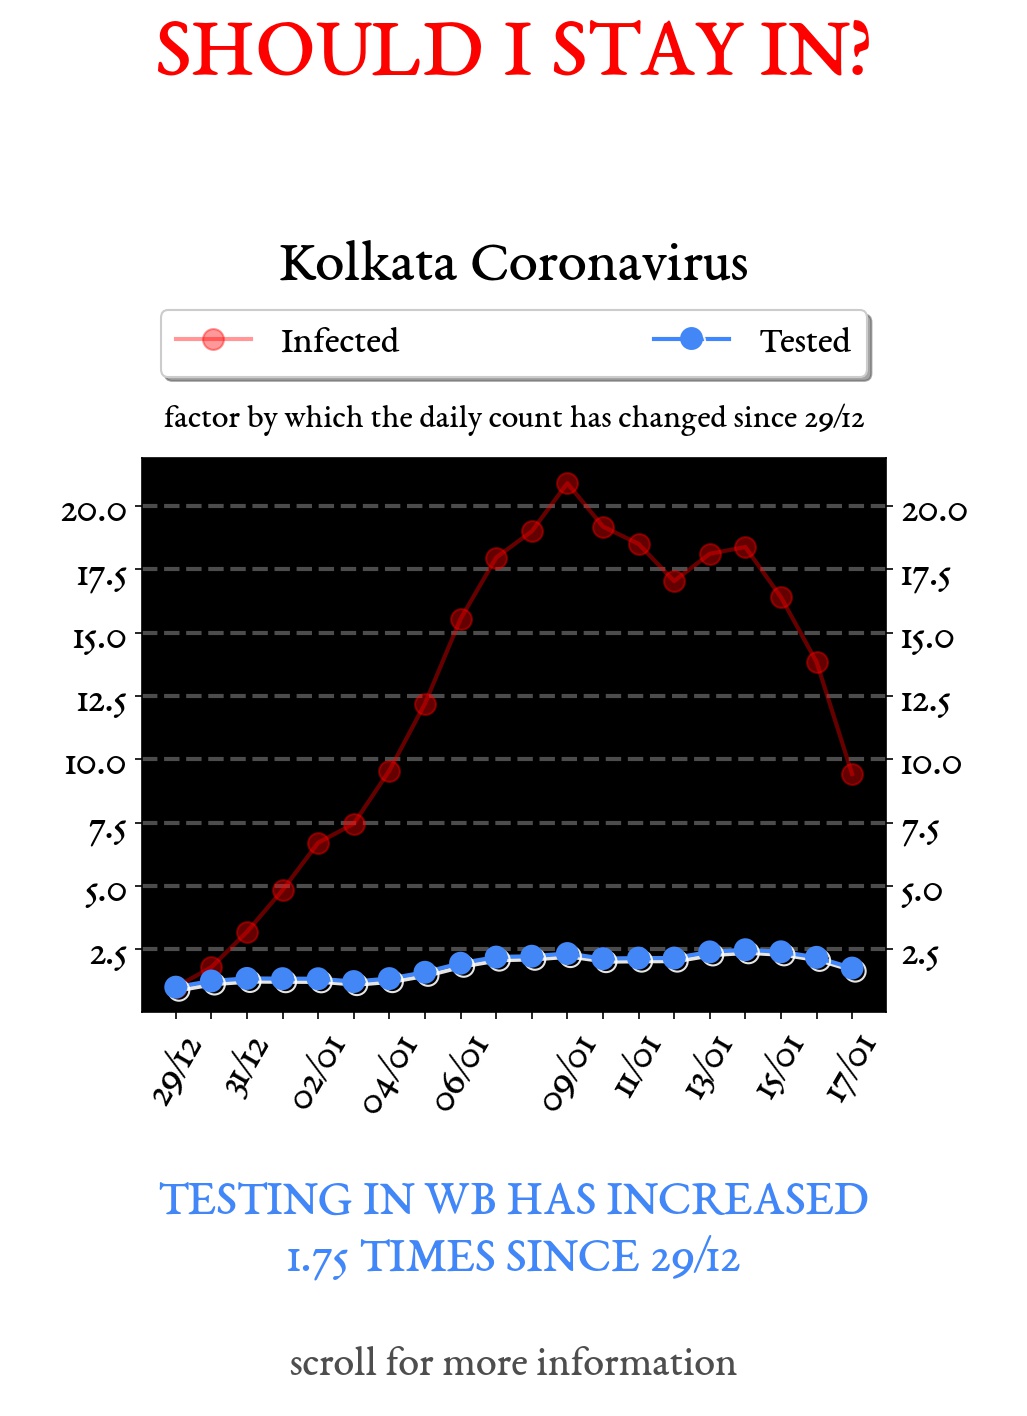 SHOULD I STAY IN?
Kolkata Coronavirus
Infected Tested
factor by which the daily count has changed since 29/12
20.0 20.0
17.5 17.5
15.0 15.0
12.5 12.5
10.0 10.0
7.5 7.5
5.0 5.0
2.5 2.5
29/12 31/12 02/01 04/01 06/01 09/01 11/01 13/01 15/01 17/01
TESTING IN WB HAS INCREASED
1.75 TIMES SINCE 29/12
scroll for more information